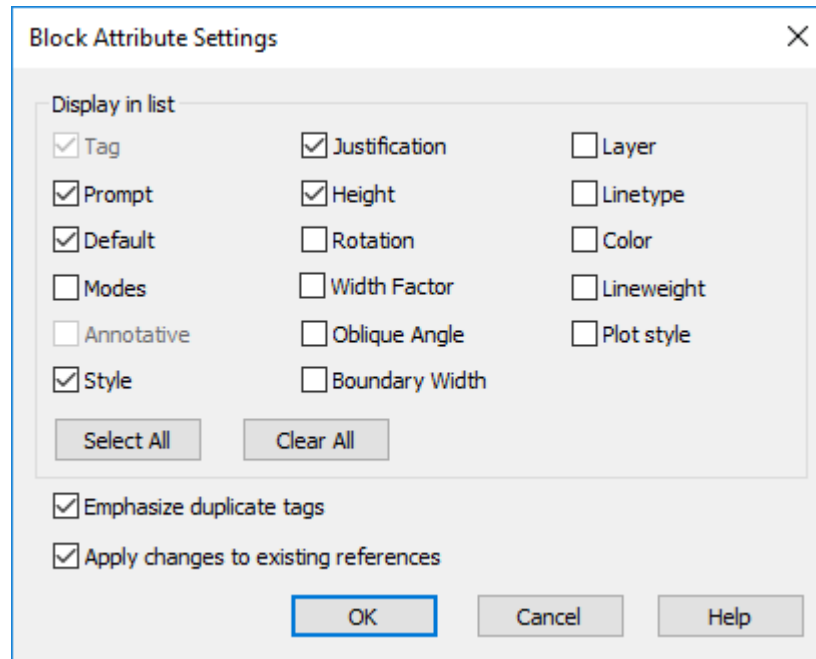 Block Attribute Settings
Display in list
Tag
Justification
Layer
Prompt
Height
Linetype
Default
Rotation
Color
Modes
Width Factor
Lineweight
Annotative
Oblique Angle
Plot style
Style
Boundary Width
Select All
Clear All
Emphasize duplicate tags
Apply changes to existing references
OK
Cancel
Help